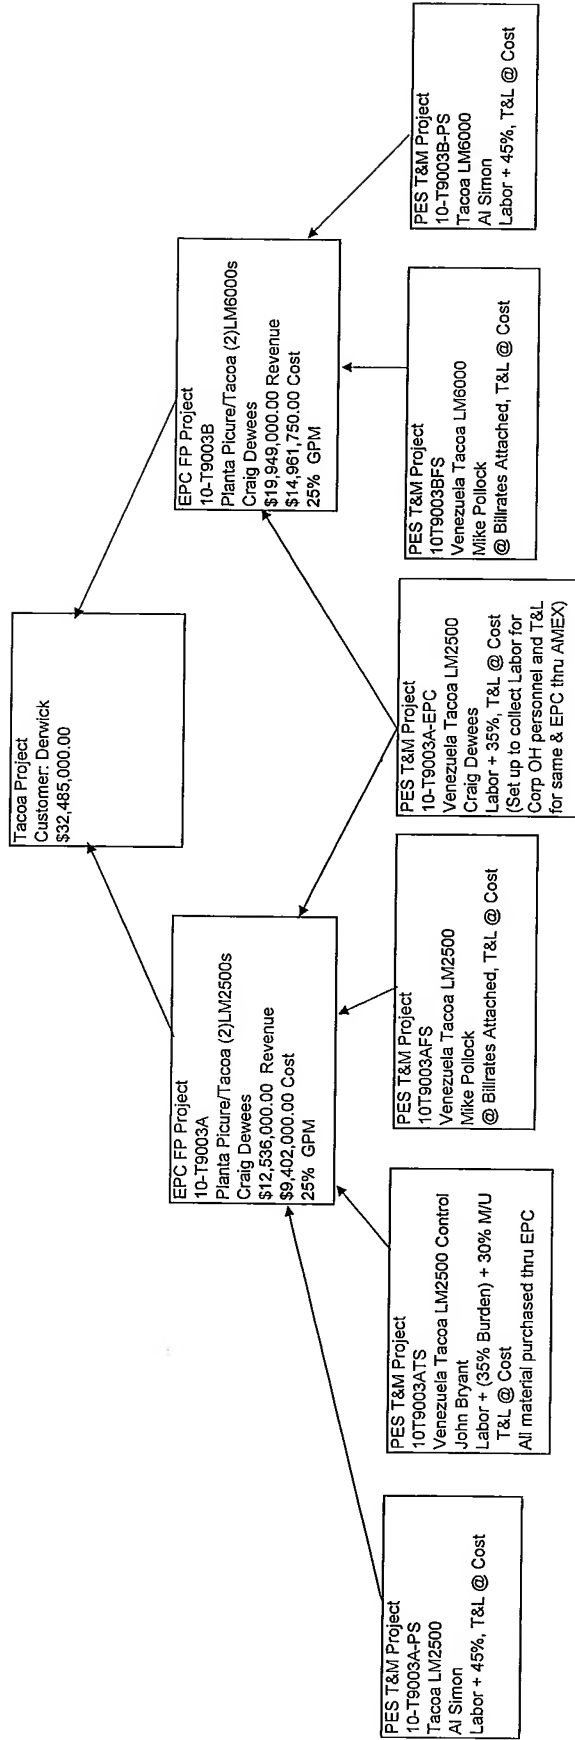 Tacoa Project
Customer: Derwick
$32,485,000.00
EPC FP Project
10-T9003A
Planta Picure/Tacoa (2)LM2500s
Craig Dewees
$12,536,000.00 Revenue
$9,402,000.00 Cost
25% GPM
EPC FP Project
10-T9003B
Planta Picure/Tacoa (2)LM6000s
Craig Dewees
$19,949,000.00 Revenue
$14,961,750.00 Cost
25% GPM
PES T&M Project
10-T9003A-PS
Tacoa LM2500
Al Simon
Labor + 45%, T&L @ Cost
PES T&M Project
10T9003ATS
Venezuela Tacoa LM2500 Control
John Bryant
Labor + (35% Burden) + 30% M/U
T&L @ Cost
All material purchased thru EPC
PES T&M Project
10T9003AFS
Venezuela Tacoa LM2500
Mike Pollock
@ Billrates Attached, T&L @ Cost
PES T&M Project
10-T9003A-EPC
Venezuela Tacoa LM2500
Craig Dewees
Labor + 35%, T&L @ Cost
(Set up to collect Labor for
Corp OH personnel and T&L
for same & EPC thru AMEX)
PES T&M Project
10T9003BFS
Venezuela Tacoa LM6000
Mike Pollock
@ Billrates Attached, T&L @ Cost
PES T&M Project
10-T9003B-PS
Tacoa LM6000
Al Simon
Labor + 45%, T&L @ Cost